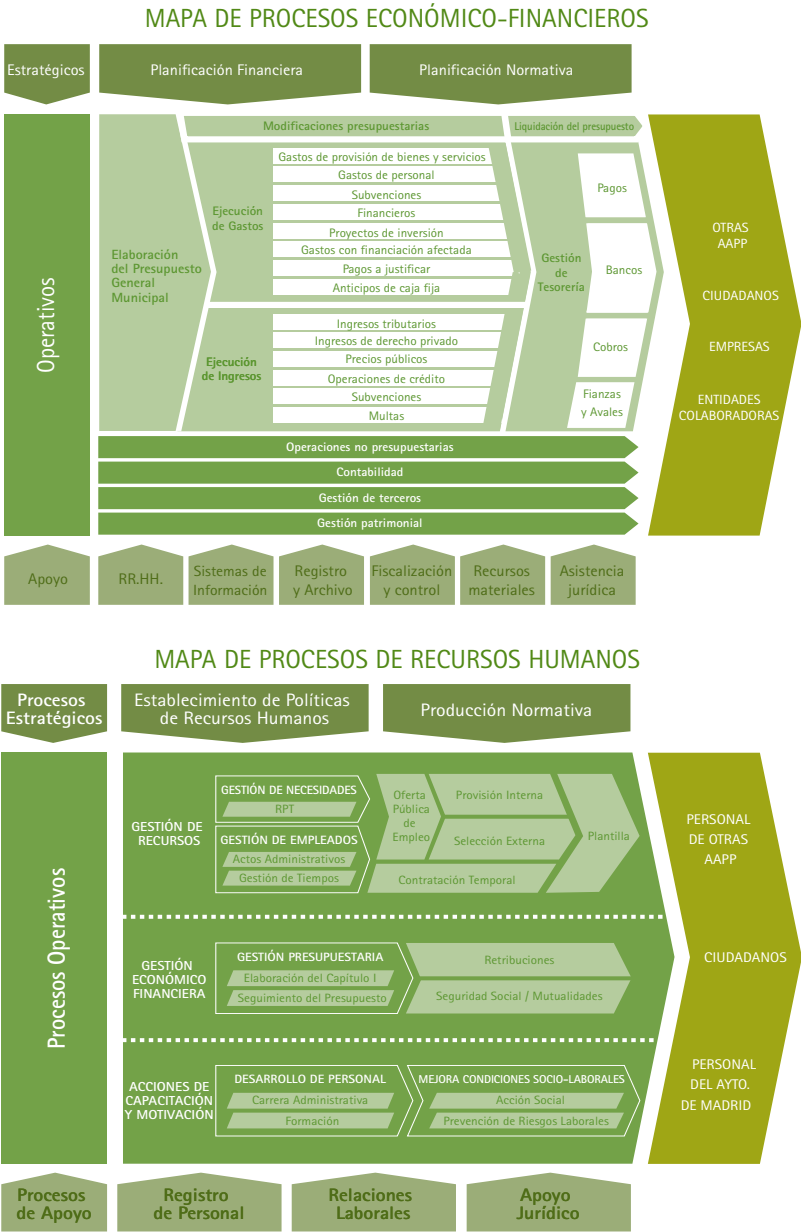 MAPA DE PROCESOS ECONÓMICO-FINANCIEROS
Estratégicos
Planificación Financiera
Planificación Normativa
Operativos
Elaboración
del Presupuesto
General
Municipal
Modificaciones presupuestarias
Liquidación del presupuesto
Ejecución
de Gastos
Gastos de provisión de bienes y servicios
Gastos de personal
Subvenciones
Financieros
Proyectos de inversión
Gastos con financiación afectada
Pagos a justificar
Anticipos de caja fija
Ejecución
de Ingresos
Ingresos tributarios
Ingresos de derecho privado
Precios públicos
Operaciones de crédito
Subvenciones
Multas
Gestión
de
Tesorería
Pagos
Bancos
Cobros
Fianzas
y Avales
Operaciones no presupuestarias
Contabilidad
Gestión de terceros
Gestión patrimonial
OTRAS
AAPP
CIUDADANOS
EMPRESAS
ENTIDADES
COLABORADORAS
Apoyo
RR.HH.
Sistemas de
Información
Registro
y Archivo
Fiscalización
y control
Recursos
materiales
Asistencia
jurídica
MAPA DE PROCESOS DE RECURSOS HUMANOS
Procesos
Estratégicos
Establecimiento de Políticas
de Recursos Humanos
Producción Normativa
Procesos Operativos
GESTIÓN DE
RECURSOS
GESTIÓN DE NECESIDADES
RPT
GESTIÓN DE EMPLEADOS
Actos Administrativos
Gestión de Tiempos
Oferta
Pública
de
Empleo
Provisión Interna
Selección Externa
Contratación Temporal
Plantilla
GESTIÓN
ECONÓMICO
FINANCIERA
GESTIÓN PRESUPUESTARIA
Elaboración del Capítulo I
Seguimiento del Presupuesto
Retribuciones
Seguridad Social / Mutualidades
ACCIONES DE
CAPACITACIÓN
Y MOTIVACIÓN
DESARROLLO DE PERSONAL
Carrera Administrativa
Formación
MEJORA CONDICIONES SOCIO-LABORALES
Acción Social
Prevención de Riesgos Laborales
PERSONAL
DE OTRAS
AAPP
CIUDADANOS
PERSONAL
DEL AYTO.
DE MADRID
Procesos
de Apoyo
Registro
de Personal
Relaciones
Laborales
Apoyo
Jurídico